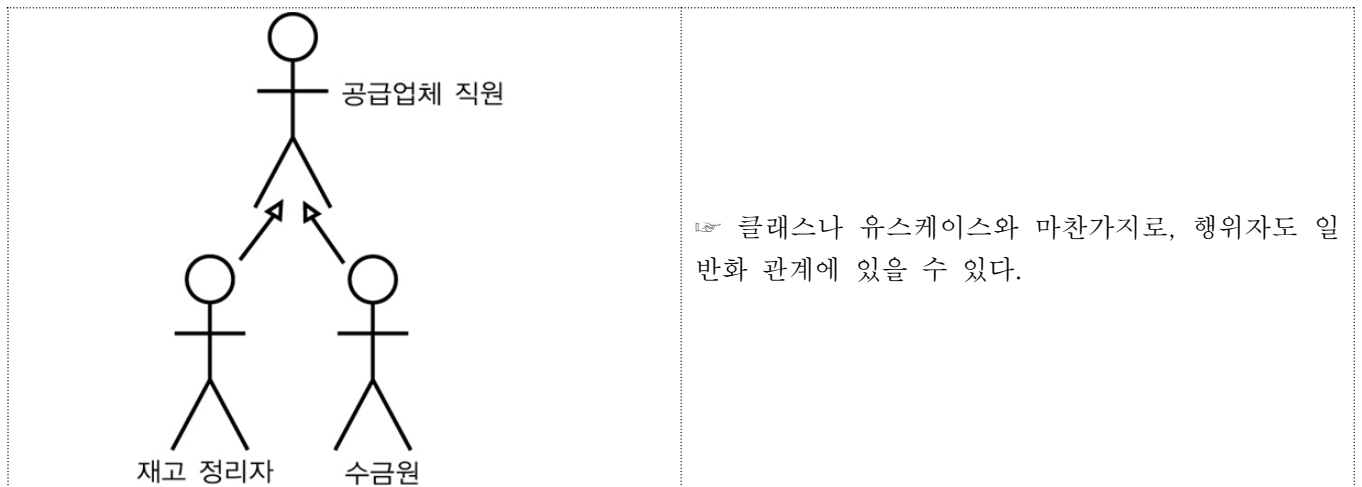 공급업체 직원
☞ 클래스나 유스케이스와 마찬가지로, 행위자도 일
반화 관계에 있을 수 있다.
재고 정리자
수금원